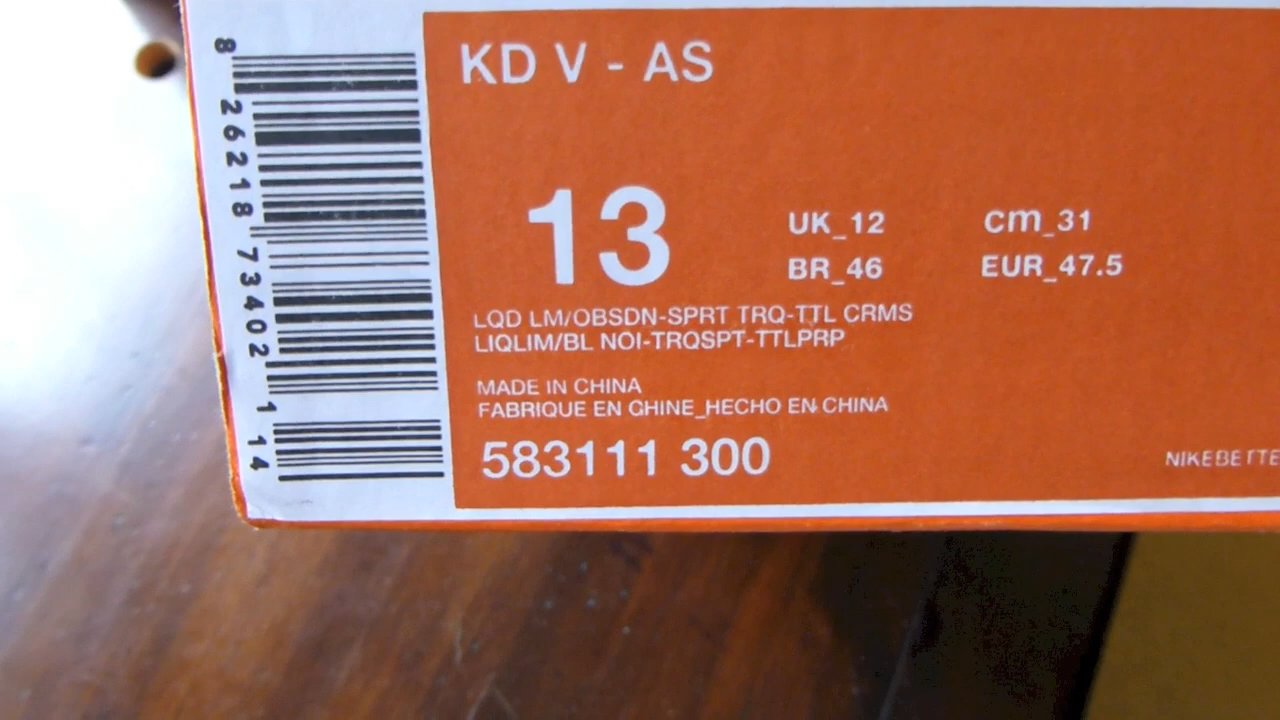 8 26218 73402 1 14
KD V - AS
13
UK_12 cm_31
BR_46 EUR_47.5
LQD LM/OBSDN-SPRT TRQ-TTL CRMS
LIQLIM/BL NOI-TRQSPT-TTLPRP
MADE IN CHINA
FABRIQUE EN CHINE_HECHO EN CHINA
583111 300
NIKEBETTE